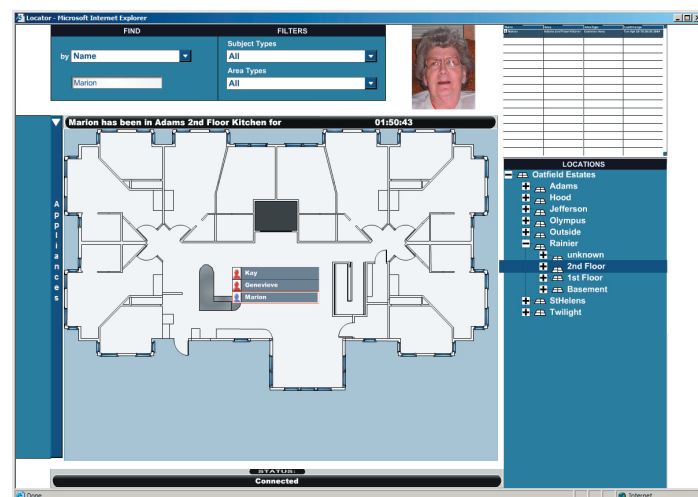 Locator - Microsoft Internet Explorer
FIND
FILTERS
by Name
Marion
Subject Types
All
Area Types
All
Marion has been in Adams 2nd Floor Kitchen for 01:50:43
Appliances
Kay
Genevieve
Marion
LOCATIONS
Oatfield Estates
Adams
Hood
Jefferson
Olympus
Outside
Rainier
unknown
2nd Floor
1st Floor
Basement
StHelens
Twilight
STATUS:
Connected
Done
Internet